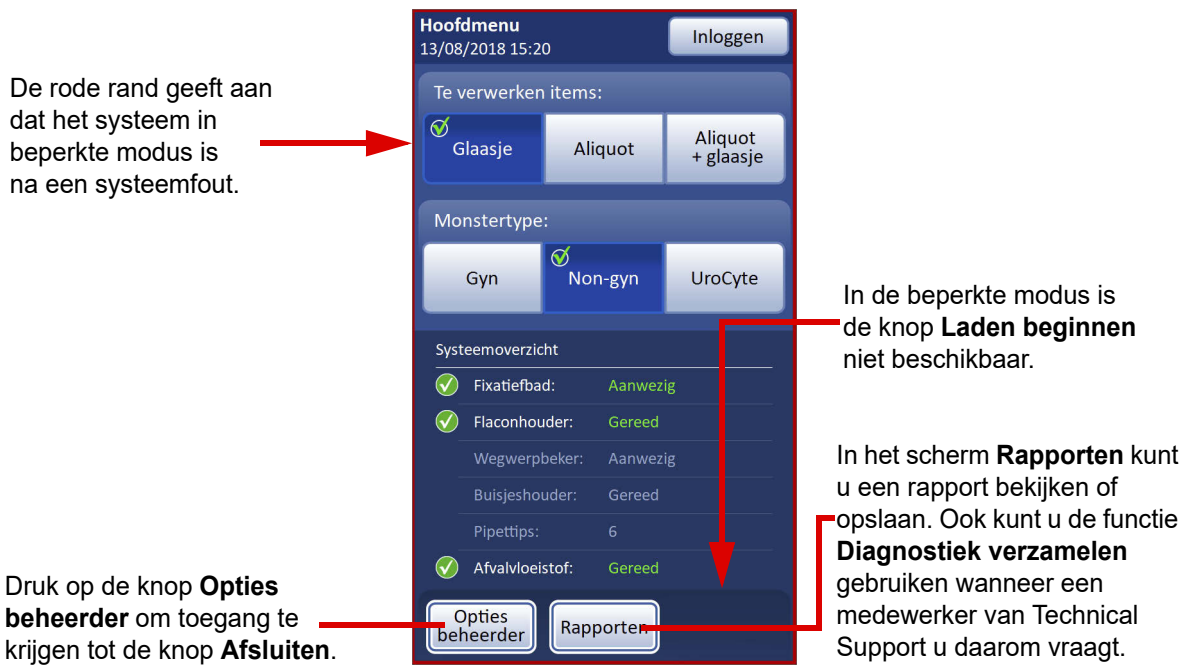 Hoofdmenu
13/08/2018 15:20
Inloggen
De rode rand geeft aan
dat het systeem in
beperkte modus is
na een systeemfout.
Te verwerken items:
Glaasje
Aliquot
Aliquot
+ glaasje
Monstertype:
Gyn
Non-gyn
UroCyte
In de beperkte modus is
de knop Laden beginnen
niet beschikbaar.
Systeemoverzicht
Fixatiefbad: Aanwezig
Flaconhouder: Gereed
Wegwerpbeker: Aanwezig
Buisjeshouder: Gereed
Pipettips: 6
Afvalvloeistof: Gereed
In het scherm Rapporten kunt
u een rapport bekijken of
opslaan. Ook kunt u de functie
Diagnostiek verzamelen
gebruiken wanneer een
medewerker van Technical
Support u daarom vraagt.
Druk op de knop Opties
beheerder om toegang te
krijgen tot de knop Afsluiten.
Opties
beheerder
Rapporten